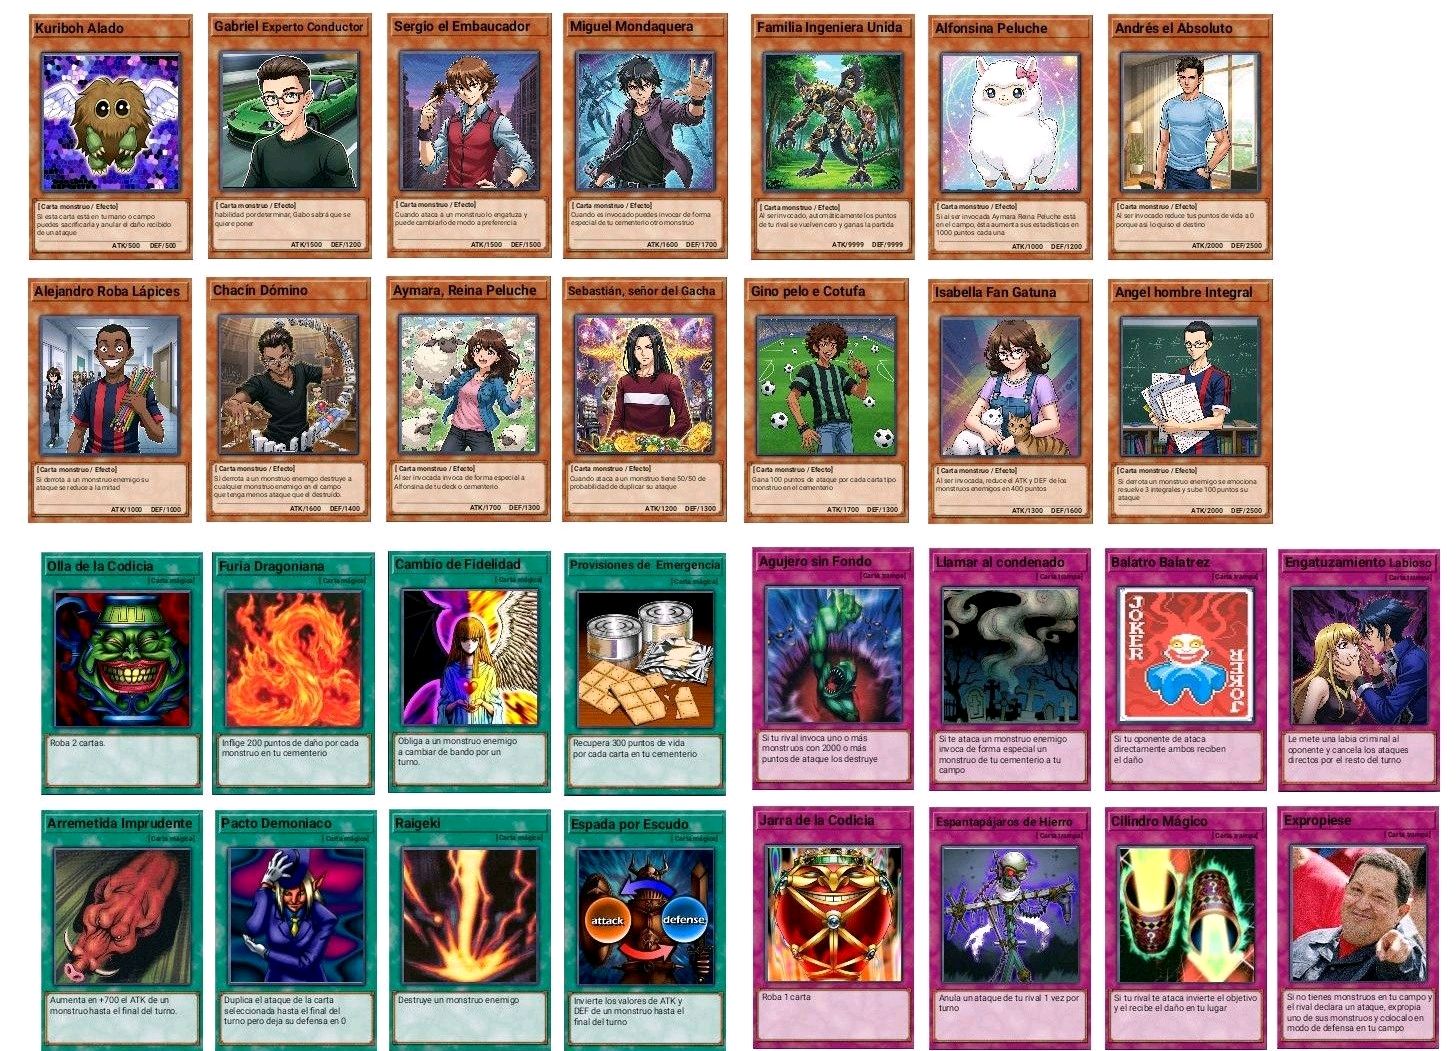 Kuriboh Alado
[Carta monstruo / Efecto]
Si esta carta está en tu mano o campo
puedes sacrificarla y anular el daño recibido
de un ataque
ATK/500 DEF/500
Gabriel Experto Conductor
[Carta monstruo / Efecto]
habilidad por determinar, Gabo sabrá que se
quiere poner
ATK/1500 DEF/1200
Sergio el Embaucador
[Carta monstruo / Efecto]
Cuando ataca a un monstruo lo engatuza y
puede cambiarlo de modo a preferencia
ATK/1500 DEF/1500
Miguel Mondaquera
[Carta monstruo / Efecto]
Cuando es invocado puedes invocar de forma
especial de tu cementerio otro monstruo
ATK/1600 DEF/1700
Familia Ingeniera Unida
[Carta monstruo / Efecto]
Al ser invocado, automáticamente los puntos
de tu rival se vuelven cero y ganas la partida
ATK/9999 DEF/9999
Alfonsina Peluche
[Carta monstruo / Efecto]
Si al ser invocado Aymara Reina Peluche está
en el campo, ésta aumenta sus estadísticas en
1000 puntos cada una
ATK/1000 DEF/1200
Andrés el Absoluto
[Carta monstruo / Efecto]
Al ser invocado reduce tus puntos de vida a 0
porque así lo quiso el destino
ATK/2000 DEF/2500
Alejandro Roba Lápices
[Carta monstruo / Efecto]
Si derrota a un monstruo enemigo su
ataque se reduce a la mitad
ATK/1000 DEF/1000
Chacín Dómino
[Carta monstruo / Efecto]
Si derrota a un monstruo enemigo destruye a
cualquier monstruo enemigo en el campo
que tenga menos ataque que el destruido.
ATK/1600 DEF/1400
Aymara, Reina Peluche
[Carta monstruo / Efecto]
Al ser invocada invoca de forma especial a
Alfonsina de tu deck o cementerio.
ATK/1700 DEF/1300
Sebastián, señor del Gacha
[Carta monstruo / Efecto]
Cuando ataca a un monstruo tiene 50/50 de
probabilidad de duplicar su ataque
ATK/1200 DEF/1300
Gino pelo e Cotufa
[Carta monstruo / Efecto]
Gana 100 puntos de ataque por cada carta tipo
monstruo en el cementerio
ATK/1700 DEF/1300
Isabella Fan Gatuna
[Carta monstruo / Efecto]
Al ser invocada, reduce el ATK y DEF de los
monstruos enemigos en 400 puntos
ATK/1300 DEF/1600
Angel hombre Integral
[Carta monstruo / Efecto]
Si derrota un monstruo enemigo se emociona
resuelve 3 integrales y sube 100 puntos su
ataque
ATK/2000 DEF/2500
Olla de la Codicia
[Carta mágica]
Roba 2 cartas.
Furia Dragoniana
[Carta mágica]
Inflige 200 puntos de daño por cada
monstruo en tu cementerio
Cambio de Fidelidad
[Carta mágica]
Obliga a un monstruo enemigo
a cambiar de bando por un
turno.
Provisiones de Emergencia
[Carta mágica]
Recupera 300 puntos de vida
por cada carta en tu cementerio
Agujero sin Fondo
[Carta trampa]
Si tu rival invoca uno o más
monstruos con 2000 o más
puntos de ataque los destruye
Llamar al condenado
[Carta trampa]
Si te ataca un monstruo enemigo
invoca de forma especial un
monstruo de tu cementerio a tu
campo
Balatro Balatrez
[Carta trampa]
JOKER
JOKER
Si tu oponente de ataca
directamente ambos reciben
el daño
Engatuzamiento Labioso
[Carta trampa]
Le mete una labia criminal al
oponente y cancela los ataques
directos por el resto del turno
Arremetida Imprudente
[Carta mágica]
Aumenta en +700 el ATK de un
monstruo hasta el final del turno.
Pacto Demoniaco
[Carta mágica]
Duplica el ataque de la carta
seleccionada hasta el final del
turno pero deja su defensa en 0
Raigeki
[Carta mágica]
Destruye un monstruo enemigo
Espada por Escudo
[Carta mágica]
attack
defense
Invierte los valores de ATK y
DEF de un monstruo hasta el
final del turno
Jarra de la Codicia
[Carta trampa]
Roba 1 carta
Espantapájaros de Hierro
[Carta trampa]
Anula un ataque de tu rival 1 vez por
turno
Cilindro Mágico
[Carta trampa]
?
?
Si tu rival te ataca invierte el objetivo
y el recibe el daño en tu lugar
Expropiese
[Carta trampa]
Si no tienes monstruos en tu campo y
el rival declara un ataque, expropia
uno de sus monstruos y colocalo en
modo de defensa en tu campo